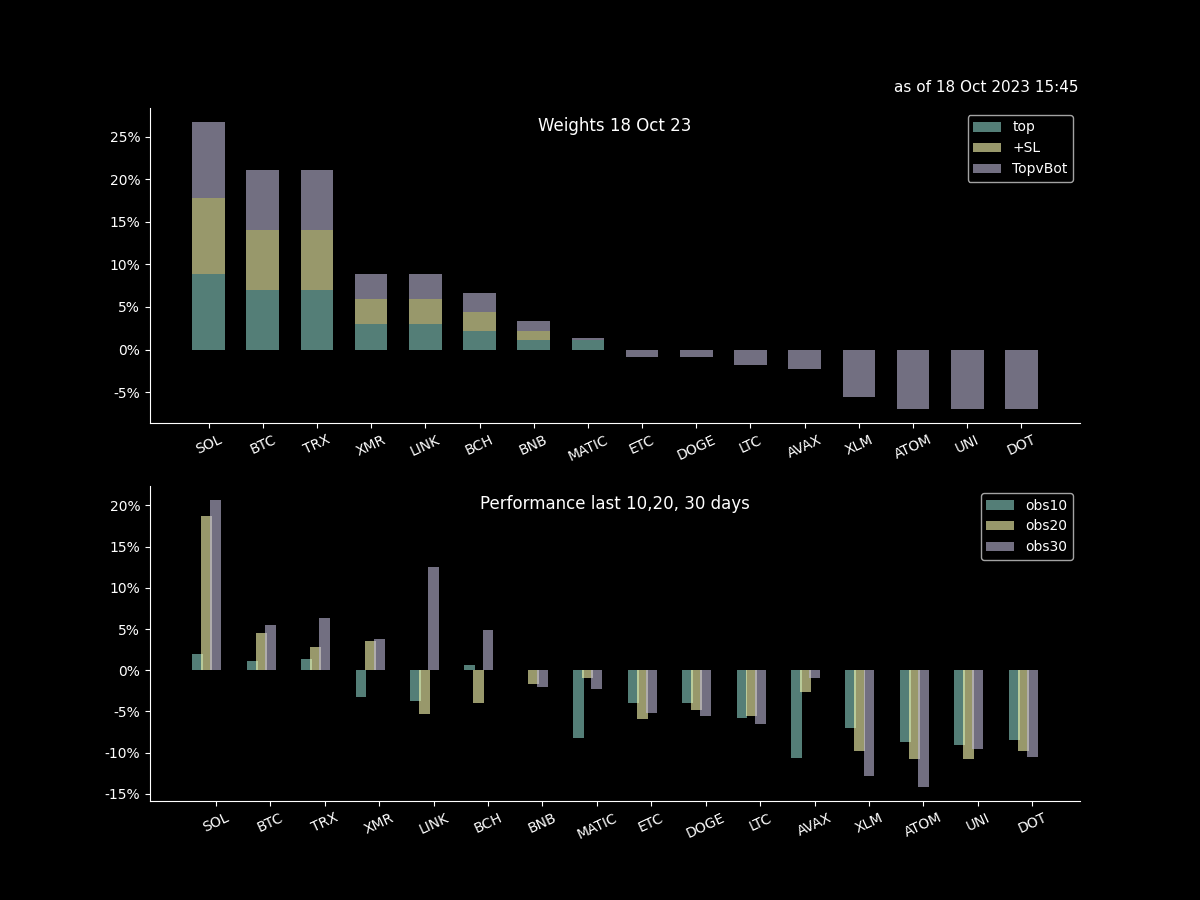 as of 18 Oct 2023 15:45
Weights 18 Oct 23
top
+SL
TopvBot
25%
20%
15%
10%
5%
0%
-5%
SOL BTC TRX XMR LINK BCH BNB MATIC ETC DOGE LTC AVAX XLM ATOM UNI DOT
Performance last 10,20, 30 days
obs10
obs20
obs30
20%
15%
10%
5%
0%
-5%
-10%
-15%
SOL BTC TRX XMR LINK BCH BNB MATIC ETC DOGE LTC AVAX XLM ATOM UNI DOT